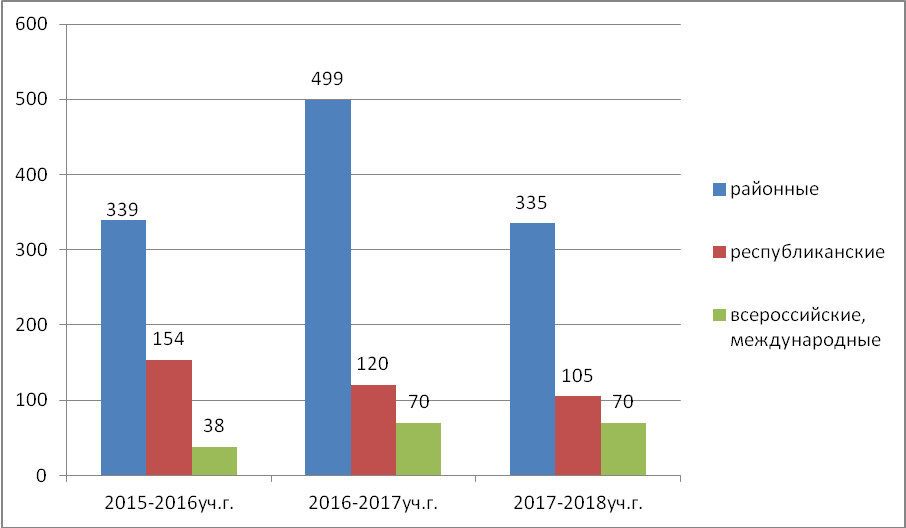 600
500
400
300
200
100
0
339
154
38
499
120
70
335
105
70
2015-2016уч.г.
2016-2017уч.г.
2017-2018уч.г.
районные
республиканские
всероссийские,
международные